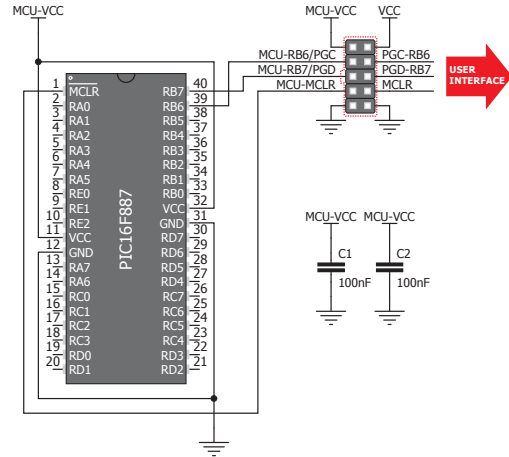 MCU-VCC
MCU-VCC VCC
MCU-RB6/PGC PGC-RB6
MCU-RB7/PGD PGD-RB7
MCU-MCLR MCLR
USER
INTERFACE
PIC16F887
1 MCLR RB7 40
2 RA0 RB6 39
3 RA1 RB5 38
4 RA2 RB4 37
5 RA3 RB3 36
6 RA4 RB2 35
7 RA5 RB1 34
8 RE0 RB0 33
9 RE1 VCC 32
10 RE2 GND 31
11 VCC RD7 30
12 GND RD6 29
13 RA7 RD5 28
14 RA6 RD4 27
15 RC0 RC7 26
16 RC1 RC6 25
17 RC2 RC5 24
18 RC3 RC4 23
19 RD0 RD3 22
20 RD1 RD2 21
MCU-VCC MCU-VCC
C1 C2
100nF 100nF